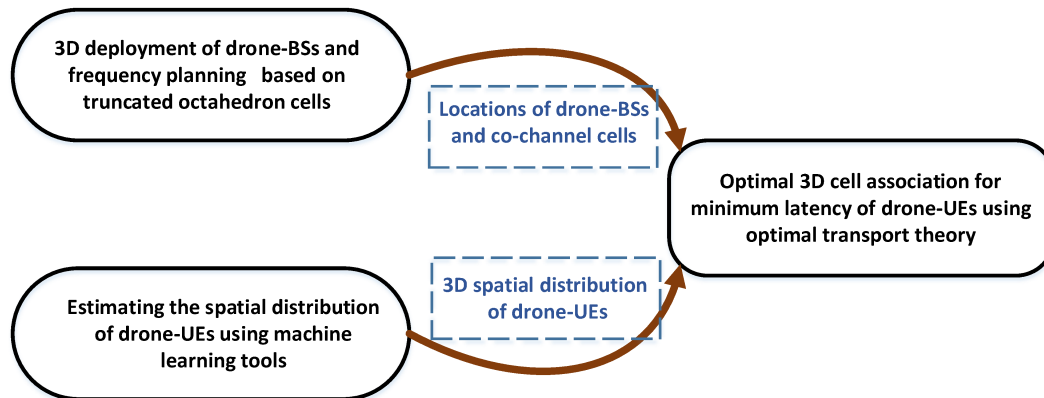 3D deployment of drone-BSs and
frequency planning based on
truncated octahedron cells
Locations of drone-BSs
and co-channel cells
Optimal 3D cell association for
minimum latency of drone-UEs using
optimal transport theory
3D spatial distribution
of drone-UEs
Estimating the spatial distribution
of drone-UEs using machine
learning tools